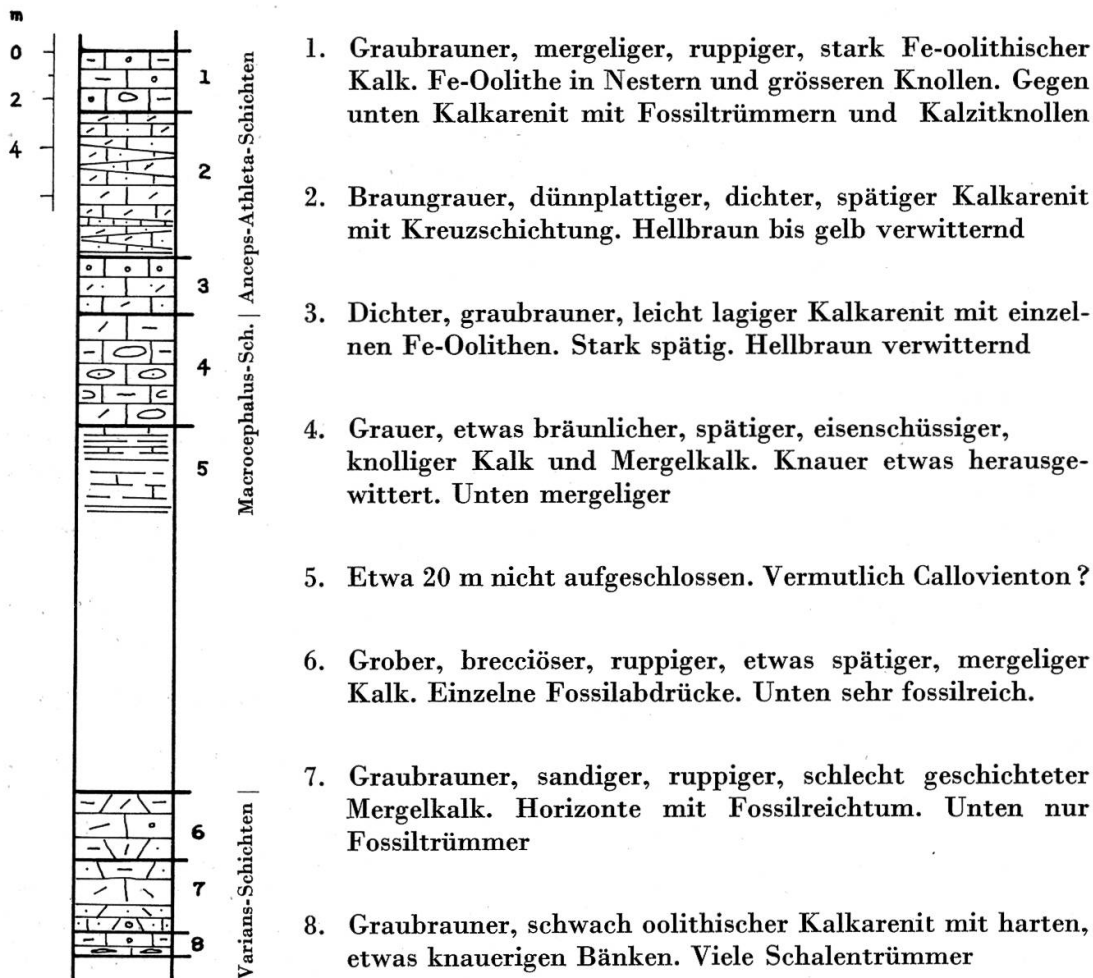 m
0
2
4
1
2
3
4
5
6
7
8
Anceps-Athleta-Schichten
Macrocephalus-Sch. |
Varians-Schichten |
1. Graubrauner, mergeliger, ruppiger, stark Fe-oolithischer
Kalk. Fe-Oolithe in Nestern und grösseren Knollen. Gegen
unten Kalkarenit mit Fossiltrümmern und Kalzitknollen
2. Braungrauer, dünnplattiger, dichter, spätiger Kalkarenit
mit Kreuzschichtung. Hellbraun bis gelb verwitternd
3. Dichter, graubrauner, leicht lagiger Kalkarenit mit einzel-
nen Fe-Oolithen. Stark spätig. Hellbraun verwitternd
4. Grauer, etwas bräunlicher, spätiger, eisenschüssiger,
knolliger Kalk und Mergelkalk. Knauer etwas herausge-
wittert. Unten mergeliger
5. Etwa 20 m nicht aufgeschlossen. Vermutlich Callovienton ?
6. Grober, brecciöser, ruppiger, etwas spätiger, mergeliger
Kalk. Einzelne Fossilabdrücke. Unten sehr fossilreich.
7. Graubrauner, sandiger, ruppiger, schlecht geschichteter
Mergelkalk. Horizonte mit Fossilreichtum. Unten nur
Fossiltrümmer
8. Graubrauner, schwach oolithischer Kalkarenit mit harten,
etwas knauerigen Bänken. Viele Schalentrümmer